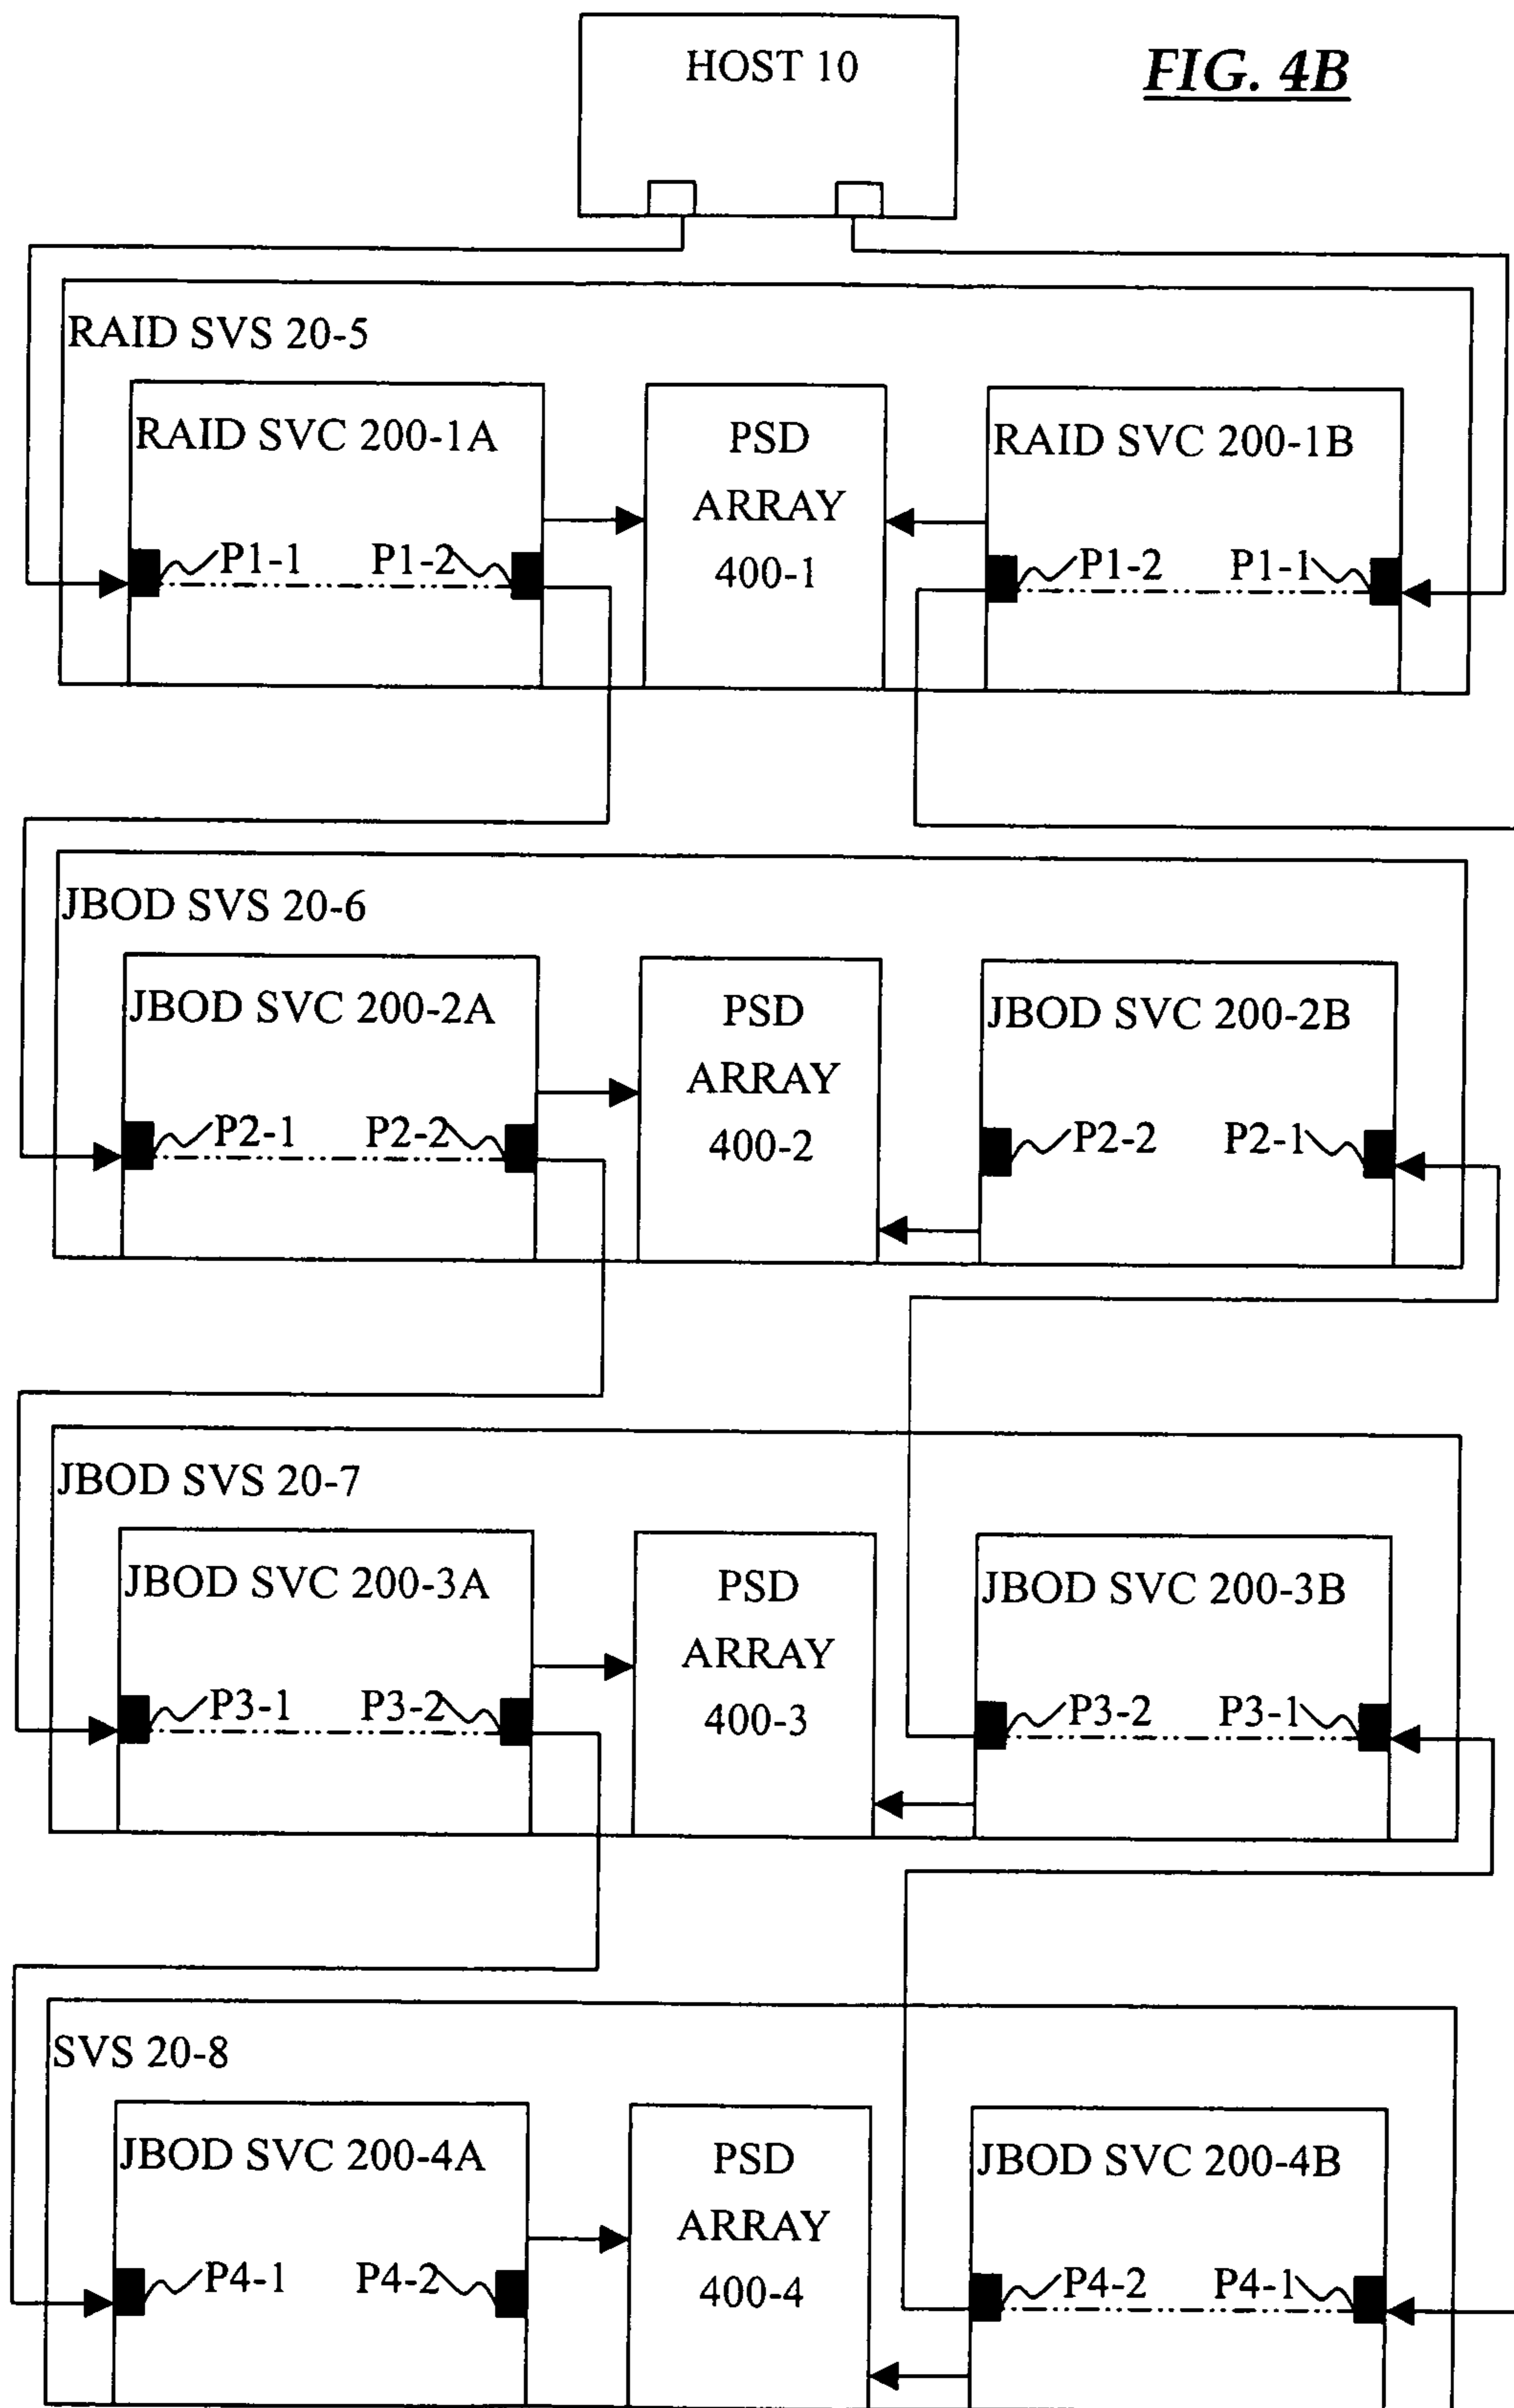 HOST 10
FIG. 4B
RAID SVS 20-5
RAID SVC 200-1A
PSD
ARRAY
400-1
RAID SVC 200-1B
P1-1
P1-2
P1-2
P1-1
JBOD SVS 20-6
JBOD SVC 200-2A
PSD
ARRAY
400-2
JBOD SVC 200-2B
P2-1
P2-2
P2-2
P2-1
JBOD SVS 20-7
JBOD SVC 200-3A
PSD
ARRAY
400-3
JBOD SVC 200-3B
P3-1
P3-2
P3-2
P3-1
SVS 20-8
JBOD SVC 200-4A
PSD
ARRAY
400-4
JBOD SVC 200-4B
P4-1
P4-2
P4-2
P4-1